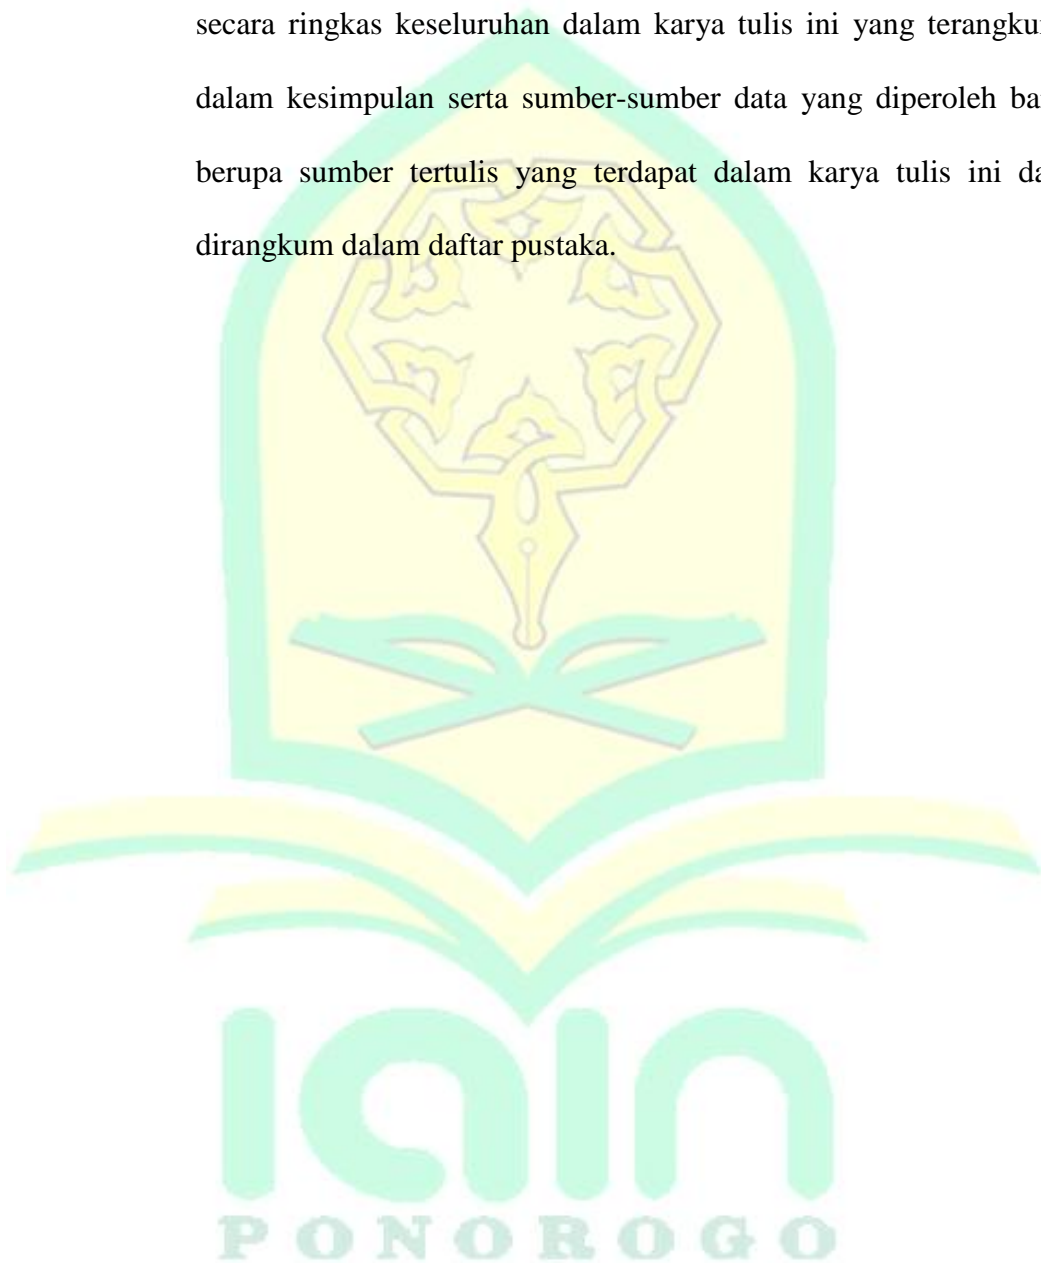 secara ringkas keseluruhan dalam karya tulis ini yang
dalam kesimpulan serta sumber-sumber data yang diperoleh
berupa sumber tertulis yang terdapat dalam karya tulis ini
dirangkum dalam daftar pustaka.
iain
PONOROGO